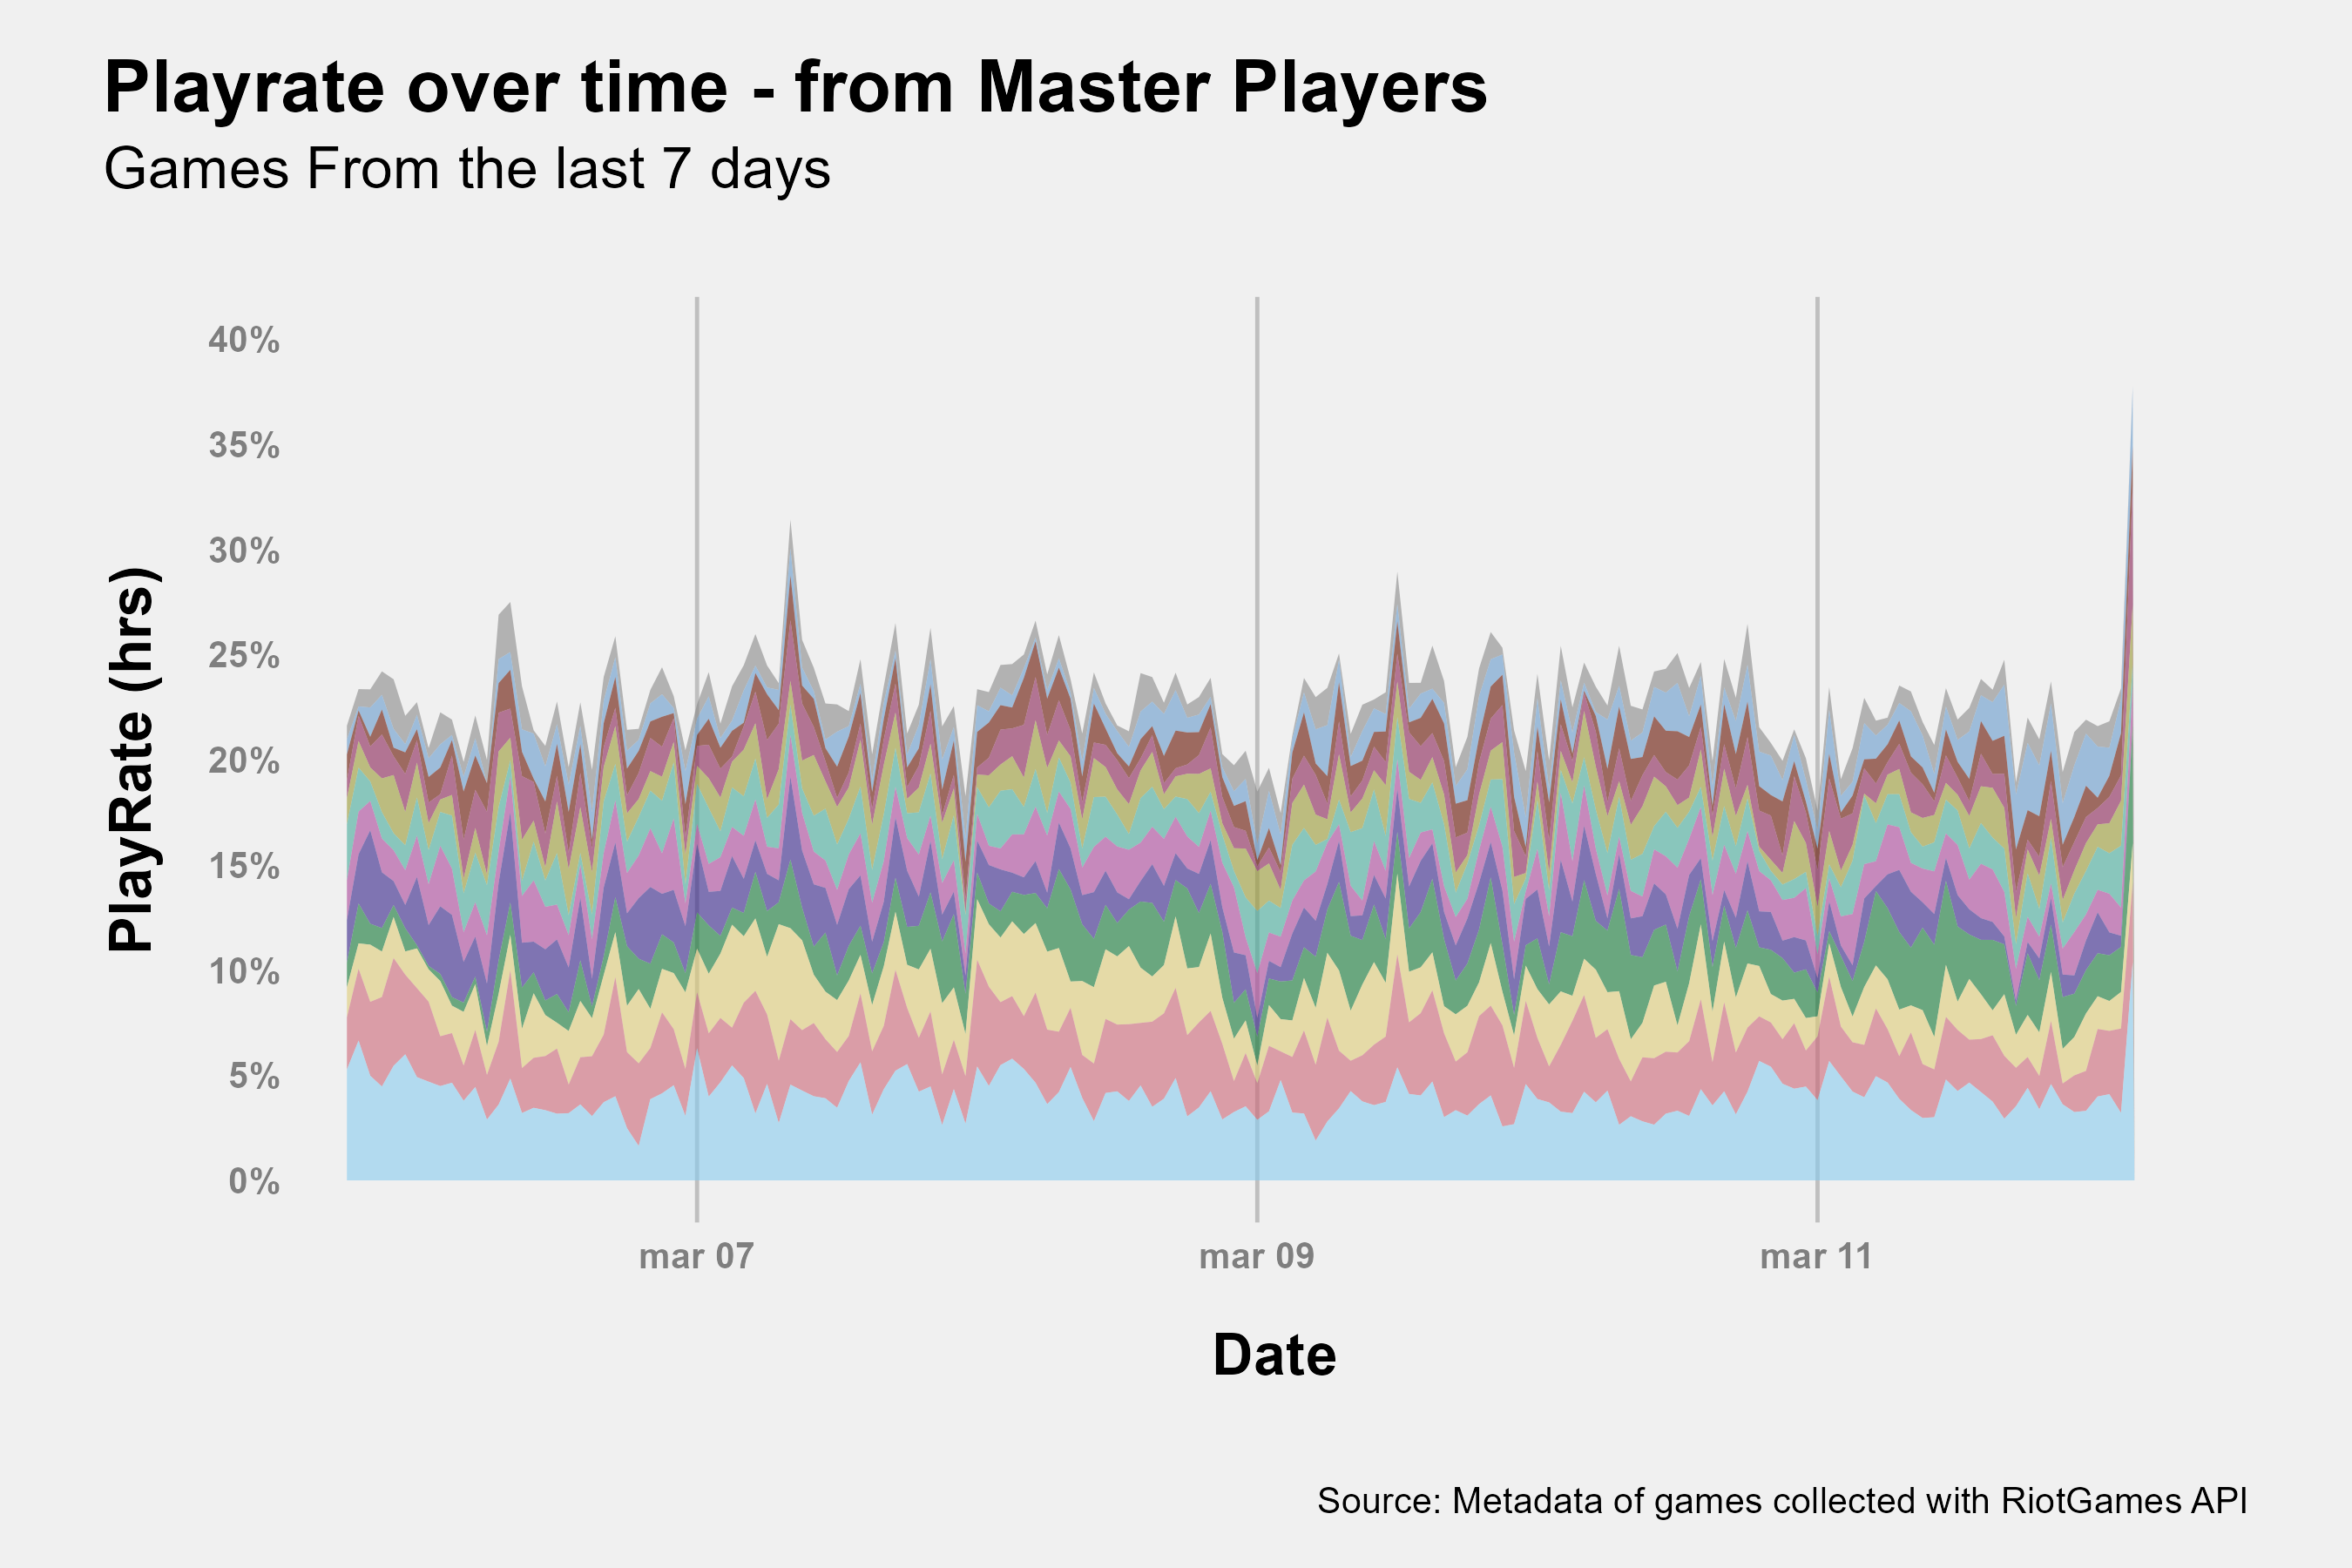 Playrate over time - from Master Players
Games From the last 7 days
40%
35%
30%
25%
20%
15%
10%
5%
0%
PlayRate (hrs)
mar 07
mar 09
mar 11
Date
Source: Metadata of games collected with RiotGames API